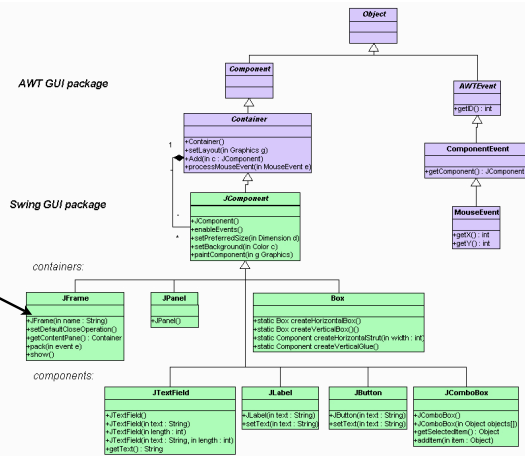 Object
AWT GUI package
Component
AWTEvent
+getID() : int
Container
+Container()
+setLayout(in Graphics g)
+Add(in c : JComponent)
+processMouseEvent(in MouseEvent e)
1
*
ComponentEvent
+getComponent() : JComponent
MouseEvent
+getX() : int
+getY() : int
Swing GUI package
JComponent
+JComponent()
+enableEvents()
+setPreferredSize(in Dimension d)
+setBackground(in Color c)
+paintComponent(in g Graphics)
containers:
JFrame
+JFrame(in name : String)
+setDefaultCloseOperation()
+getContentPane() : Container
+pack(in event e)
+show()
JPanel
+JPanel()
Box
+static Box createHorizontalBox()
+static Box createVerticalBox()()
+static Component createHorizontalStrut(in width : int)
+static Component createVerticalGlue()
components:
JTextField
+JTextField()
+JTextField(in text : String)
+JTextField(in length : int)
+JTextField(in text : String, in length : int)
+getText() : String
JLabel
+JLabel(in text : String)
+setText(in text : String)
JButton
+JButton(in text : String)
+setText(in text : String)
JComboBox
+JComboBox()
+JComboBox(in Object objects[])
+getSelectedItem() : Object
+addItem(in item : Object)